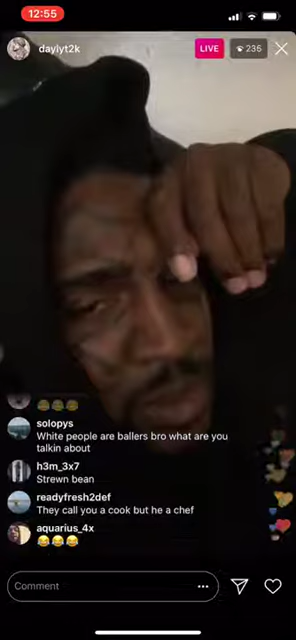 12:55
daylyt2k
LIVE
235
solopys
White people are ballers bro what are you
talkin about
h3m_3x7
Strewn bean
readyfresh2def
They call you a cook but he a chef
aquarius_4x
Comment